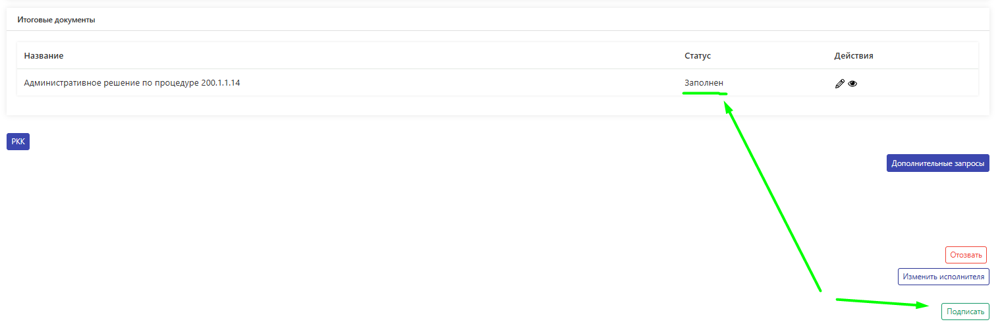 Итоговые документы
Название Статус Действия
Административное решение по процедуре 200.1.1.14 Заполнен
РКК
Дополнительные запросы
Отозвать
Изменить исполнителя
Подписать